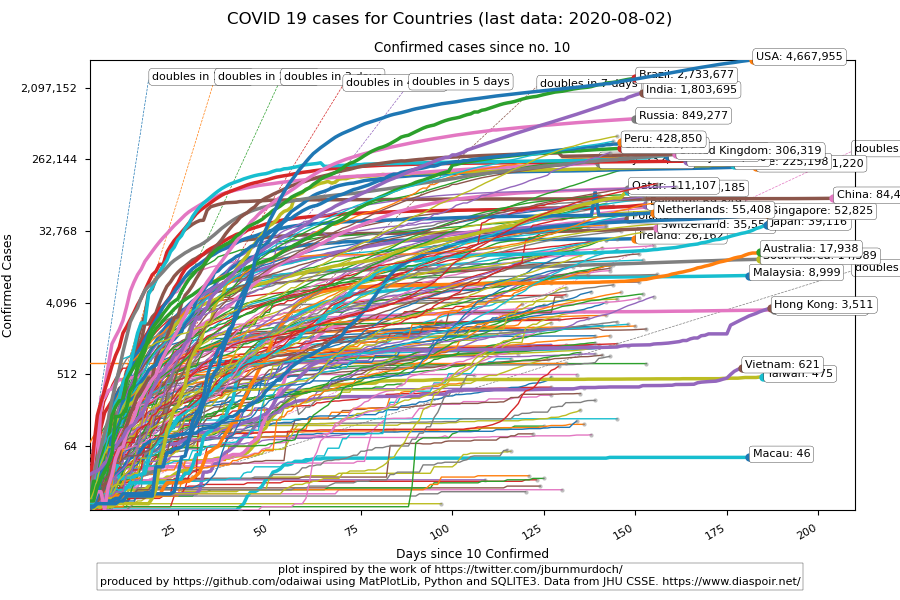 COVID 19 cases for Countries (last data: 2020-08-02)
Confirmed cases since no. 10
USA: 4,667,955
doubles in
doubles in
doubles in 3 days
doubles in
doubles in 5 days
doubles in 7 days
Brazil: 2,733,677
India: 1,803,695
2,097,152
Russia: 849,277
Peru: 428,850
d Kingdom: 306,319
doubles
262,144
225,198
1,220
Qatar: 111,107
,185
China: 84,4
Netherlands: 55,408
Singapore: 52,825
Japan: 39,116
Switzerland: 35,55
32,768
Ireland: 26,162
Australia: 17,938
doubles
Malaysia: 8,999
4,096
Hong Kong: 3,511
Vietnam: 621
Taiwan: 475
512
64
Macau: 46
Confirmed Cases
25
50
75
100
125
150
175
200
Days since 10 Confirmed
plot inspired by the work of https://twitter.com/jburnmurdoch/
produced by https://github.com/odaiwai using MatPlotLib, Python and SQLITE3. Data from JHU CSSE. https://www.diaspoir.net/